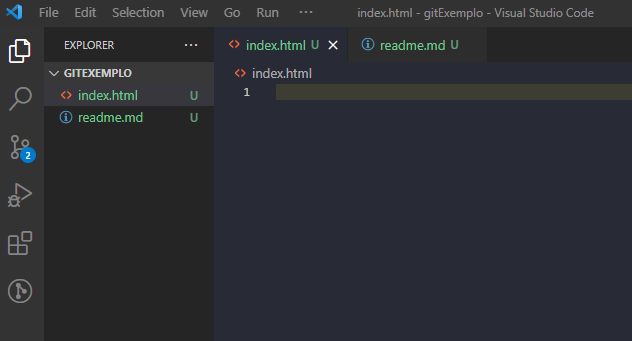 File Edit Selection View Go Run ··· index.html - gitExemplo - Visual Studio Code
EXPLORER ···
GITEXEMPLO
index.html U
readme.md U
2
index.html U readme.md U
index.html
1